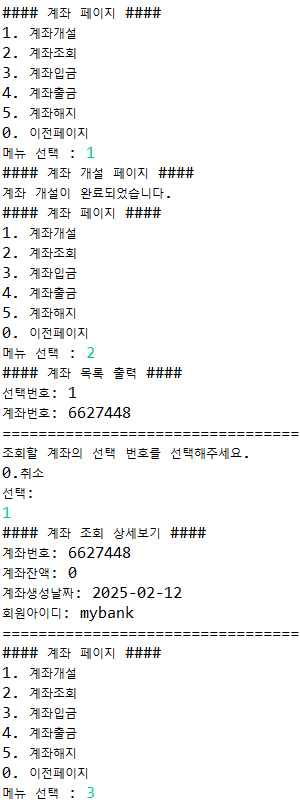 #### 계좌 페이지 ####
1. 계좌개설
2. 계좌조회
3. 계좌입금
4. 계좌출금
5. 계좌해지
0. 이전페이지
메뉴 선택 : 1
#### 계좌 개설 페이지 ####
계좌 개설이 완료되었습니다.
#### 계좌 페이지 ####
1. 계좌개설
2. 계좌조회
3. 계좌입금
4. 계좌출금
5. 계좌해지
0. 이전페이지
메뉴 선택 : 2
#### 계좌 목록 출력 ####
선택번호: 1
계좌번호: 6627448
=================================
조회할 계좌의 선택 번호를 선택해주세요.
0.취소
선택:
1
#### 계좌 조회 상세보기 ####
계좌번호: 6627448
계좌잔액: 0
계좌생성날짜: 2025-02-12
회원아이디: mybank
=================================
#### 계좌 페이지 ####
1. 계좌개설
2. 계좌조회
3. 계좌입금
4. 계좌출금
5. 계좌해지
0. 이전페이지
메뉴 선택 : 3